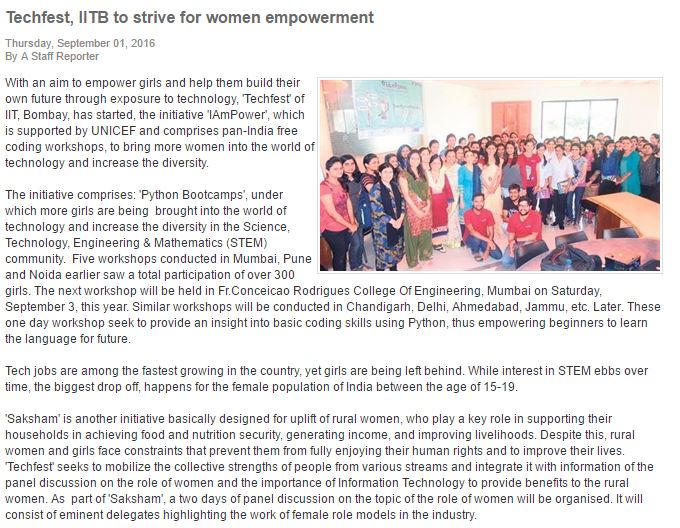 Techfest, IITB to strive for women empowerment
Thursday, September 01, 2016
By A Staff Reporter
With an aim to empower girls and help them build their
own future through exposure to technology, 'Techfest' of
IIT, Bombay, has started, the initiative 'IAmPower', which
is supported by UNICEF and comprises pan-India free
coding workshops, to bring more women into the world of
technology and increase the diversity.
The initiative comprises: 'Python Bootcamps', under
which more girls are being  brought into the world of
technology and increase the diversity in the Science,
Technology, Engineering & Mathematics (STEM)
community.  Five workshops conducted in Mumbai, Pune
and Noida earlier saw a total participation of over 300
girls. The next workshop will be held in Fr.Conceicao Rodrigues College Of Engineering, Mumbai on Saturday,
September 3, this year. Similar workshops will be conducted in Chandigarh, Delhi, Ahmedabad, Jammu, etc. Later. These
one day workshop seek to provide an insight into basic coding skills using Python, thus empowering beginners to learn
the language for future.
Tech jobs are among the fastest growing in the country, yet girls are being left behind. While interest in STEM ebbs over
time, the biggest drop off, happens for the female population of India between the age of 15-19.
'Saksham' is another initiative basically designed for uplift of rural women, who play a key role in supporting their
households in achieving food and nutrition security, generating income, and improving livelihoods. Despite this, rural
women and girls face constraints that prevent them from fully enjoying their human rights and to improve their lives.
'Techfest' seeks to mobilize the collective strengths of people from various streams and integrate it with information of the
panel discussion on the role of women and the importance of Information Technology to provide benefits to the rural
women. As  part of 'Saksham', a two days of panel discussion on the topic of the role of women will be organised. It will
consist of eminent delegates highlighting the work of female role models in the industry.